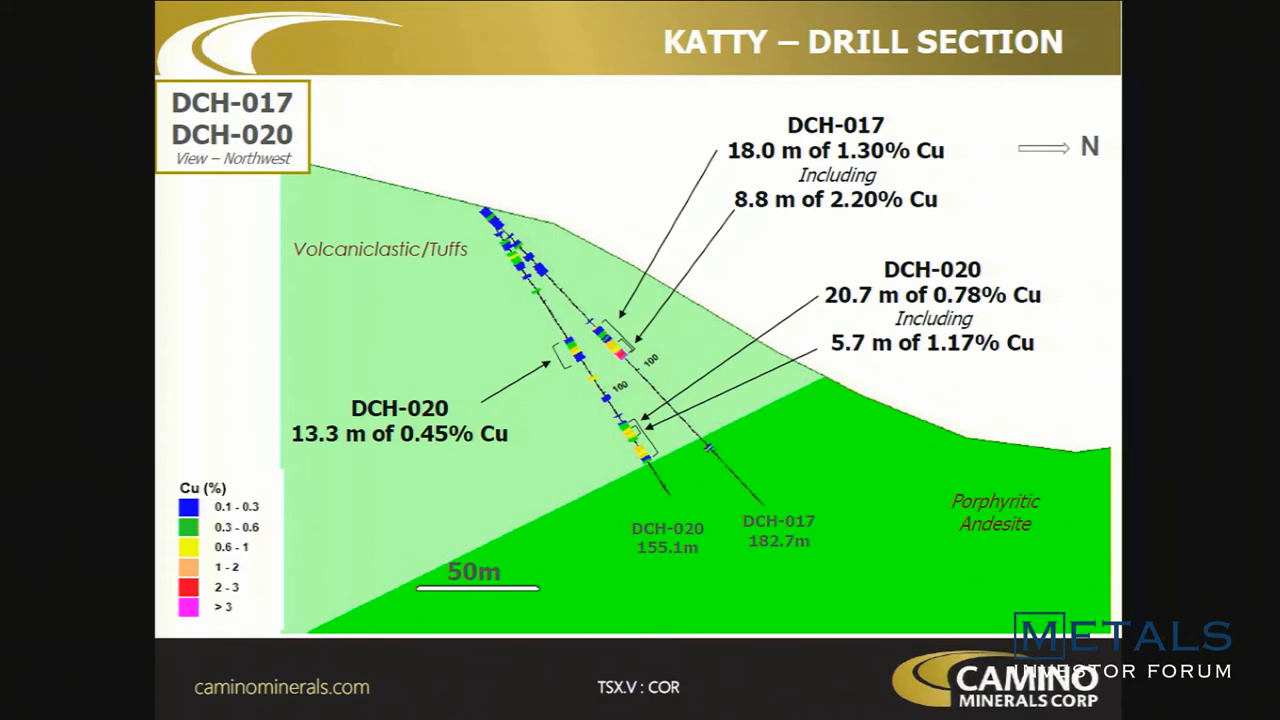 KATTY – DRILL SECTION
DCH-017
DCH-020
View – Northwest
DCH-017
18.0 m of 1.30% Cu
Including
8.8 m of 2.20% Cu
N
Volcaniclastic/Tuffs
DCH-020
20.7 m of 0.78% Cu
Including
5.7 m of 1.17% Cu
100
100
DCH-020
13.3 m of 0.45% Cu
Cu (%)
0.1 - 0.3
0.3 - 0.6
0.6 - 1
1 - 2
2 - 3
> 3
Porphyritic
Andesite
DCH-020
155.1m
DCH-017
182.7m
50m
METALS
INVESTOR FORUM
caminominerals.com
TSX.V : COR
CAMINO
MINERALS CORP